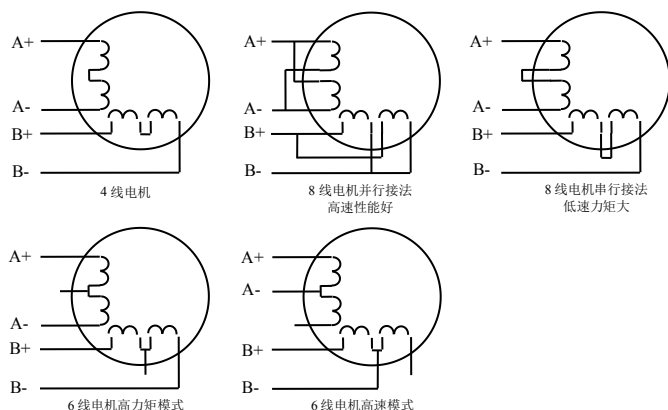 A+
A-
B+
B-
4 线电机
A+
A-
B+
B-
8 线电机并行接法
高速性能好
A+
A-
B+
B-
8 线电机串行接法
低速力矩大
A+
A-
B+
B-
6 线电机高力矩模式
A+
A-
B+
B-
6 线电机高速模式